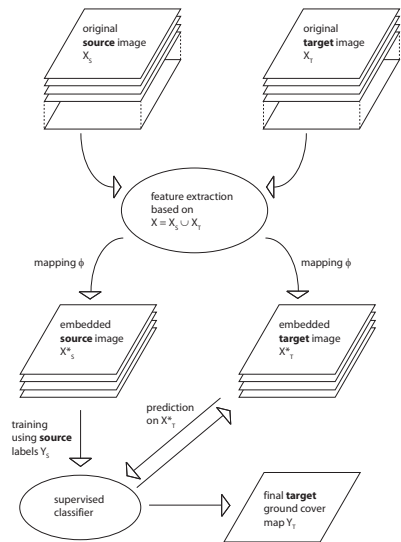 original
source image
X_S
original
target image
X_T
feature extraction
based on
X = X_S ∪ X_T
mapping ϕ
mapping ϕ
embedded
source image
X*_S
embedded
target image
X*_T
training
using source
labels Y_S
prediction
on X*_T
supervised
classifier
final target
ground cover
map Y_T